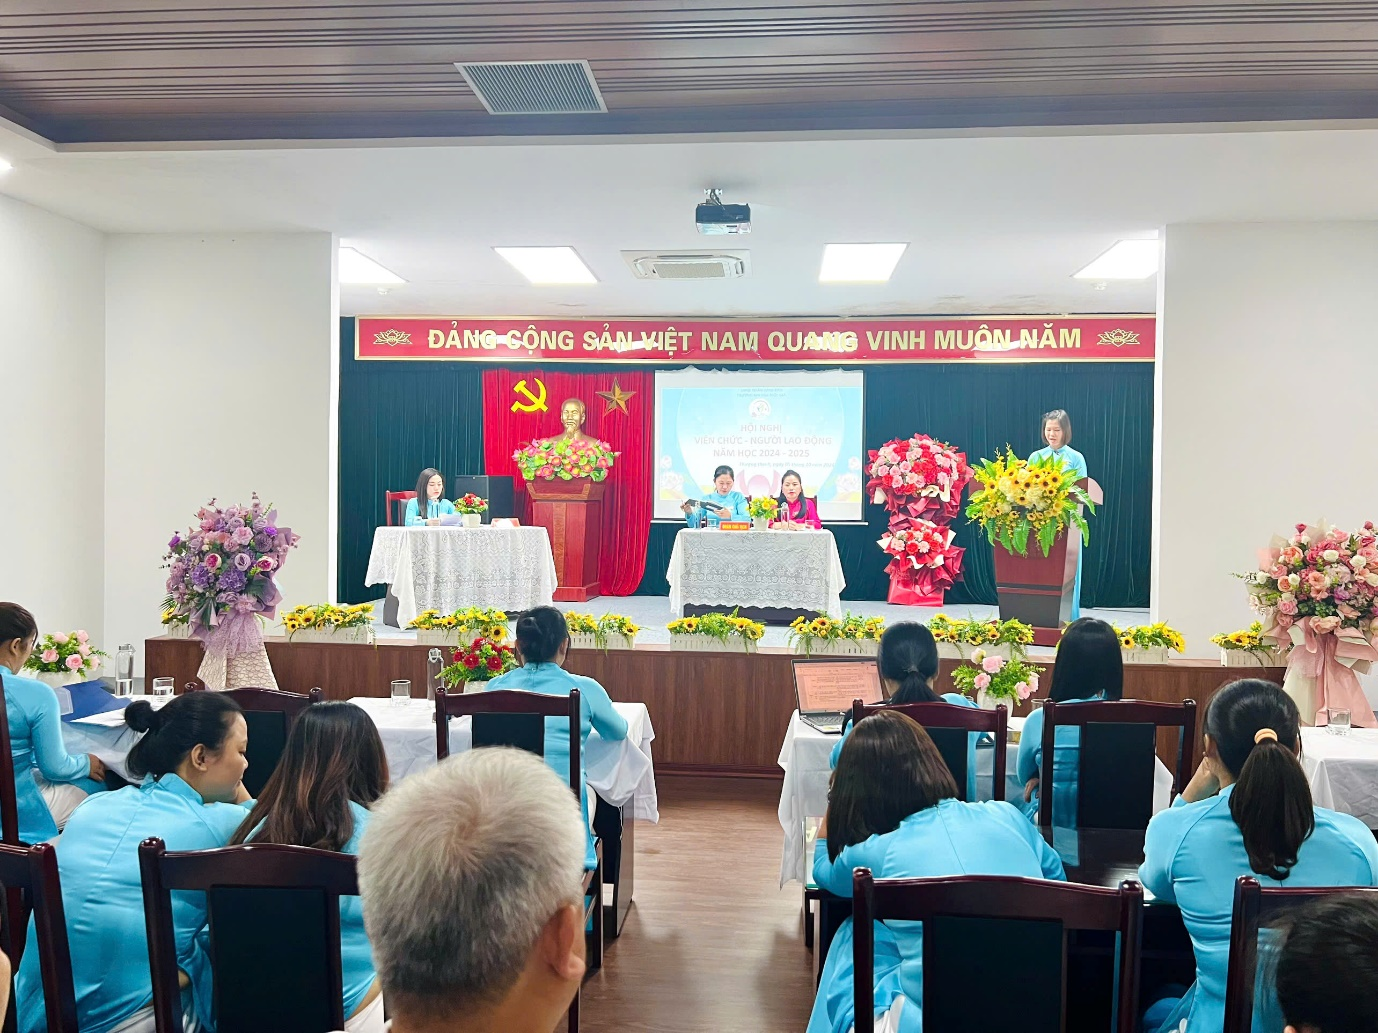 ĐẢNG CỘNG SẢN VIỆT NAM QUANG VINH MUÔN NĂM
HỘI NGHỊ
VIÊN CHỨC - NGƯỜI LAO ĐỘNG
NĂM HỌC 2024 - 2025